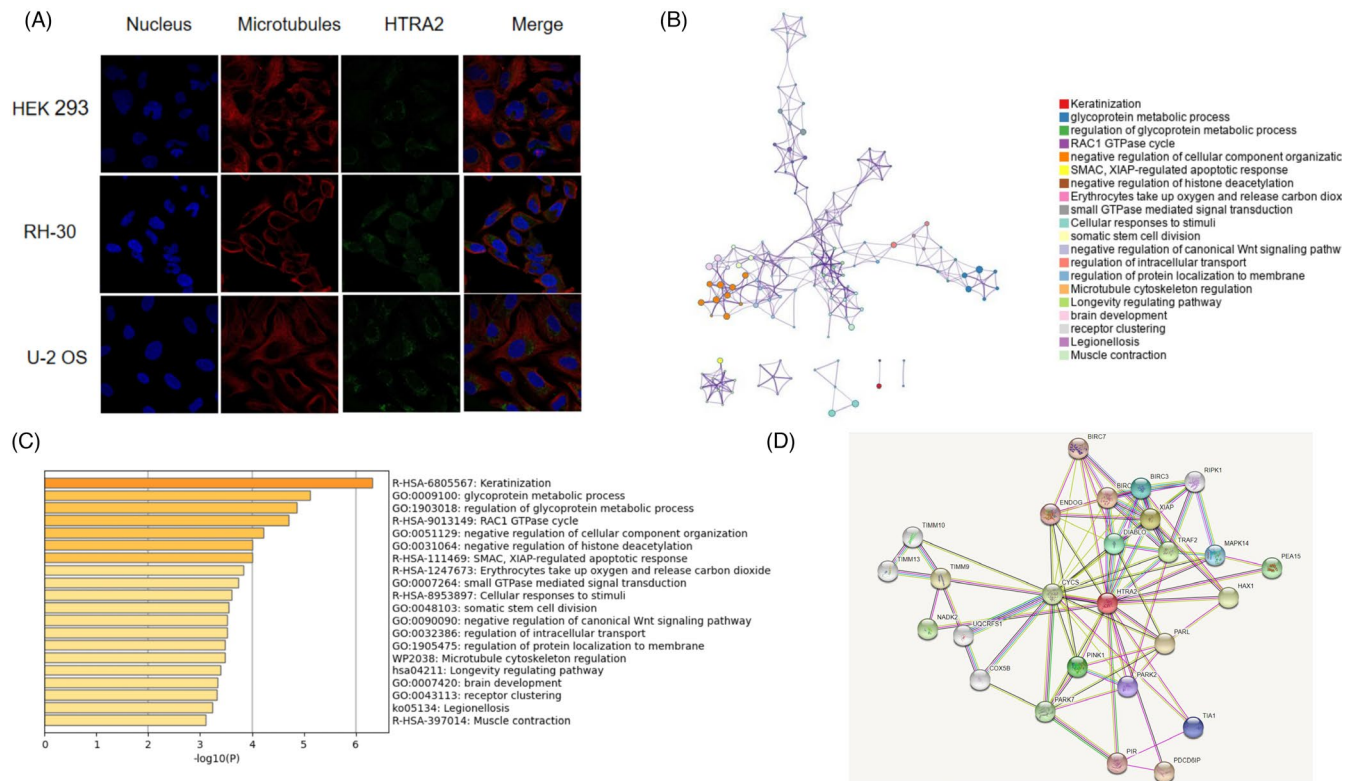 (A)
Nucleus Microtubules HTRA2 Merge
HEK 293
RH-30
U-2 OS
(B)
Keratinization
glycoprotein metabolic process
regulation of glycoprotein metabolic process
RAC1 GTPase cycle
negative regulation of cellular component organizatic
SMAC, XIAP-regulated apoptotic response
negative regulation of histone deacetylation
Erythrocytes take up oxygen and release carbon diox
small GTPase mediated signal transduction
Cellular responses to stimuli
somatic stem cell division
negative regulation of canonical Wnt signaling pathw
regulation of intracellular transport
regulation of protein localization to membrane
Microtubule cytoskeleton regulation
Longevity regulating pathway
brain development
receptor clustering
Legionellosis
Muscle contraction
(C)
R-HSA-6805567: Keratinization
GO:0009100: glycoprotein metabolic process
GO:1903018: regulation of glycoprotein metabolic process
R-HSA-9013149: RAC1 GTPase cycle
GO:0051129: negative regulation of cellular component organization
GO:0031064: negative regulation of histone deacetylation
R-HSA-111469: SMAC, XIAP-regulated apoptotic response
R-HSA-1247673: Erythrocytes take up oxygen and release carbon dioxide
GO:0007264: small GTPase mediated signal transduction
R-HSA-8953897: Cellular responses to stimuli
GO:0048103: somatic stem cell division
GO:0090090: negative regulation of canonical Wnt signaling pathway
GO:0032386: regulation of intracellular transport
GO:1905475: regulation of protein localization to membrane
WP2038: Microtubule cytoskeleton regulation
hsa04211: Longevity regulating pathway
GO:0007420: brain development
GO:0043113: receptor clustering
ko05134: Legionellosis
R-HSA-397014: Muscle contraction
0 1 2 3 4 5 6
-log10(P)
(D)
BIRC7
BIRC3
RIPK1
BIRC
ENDOG
XIAP
TIMM10
DIABLO
TRAF2
MAPK14
PEA15
TIMM13
TIMM9
CYCS
HTRA2
HAX1
NADK2
UQCRFS1
PARL
COX5B
PINK1
PARK2
PARK7
TIA1
PIR
PDCD6IP